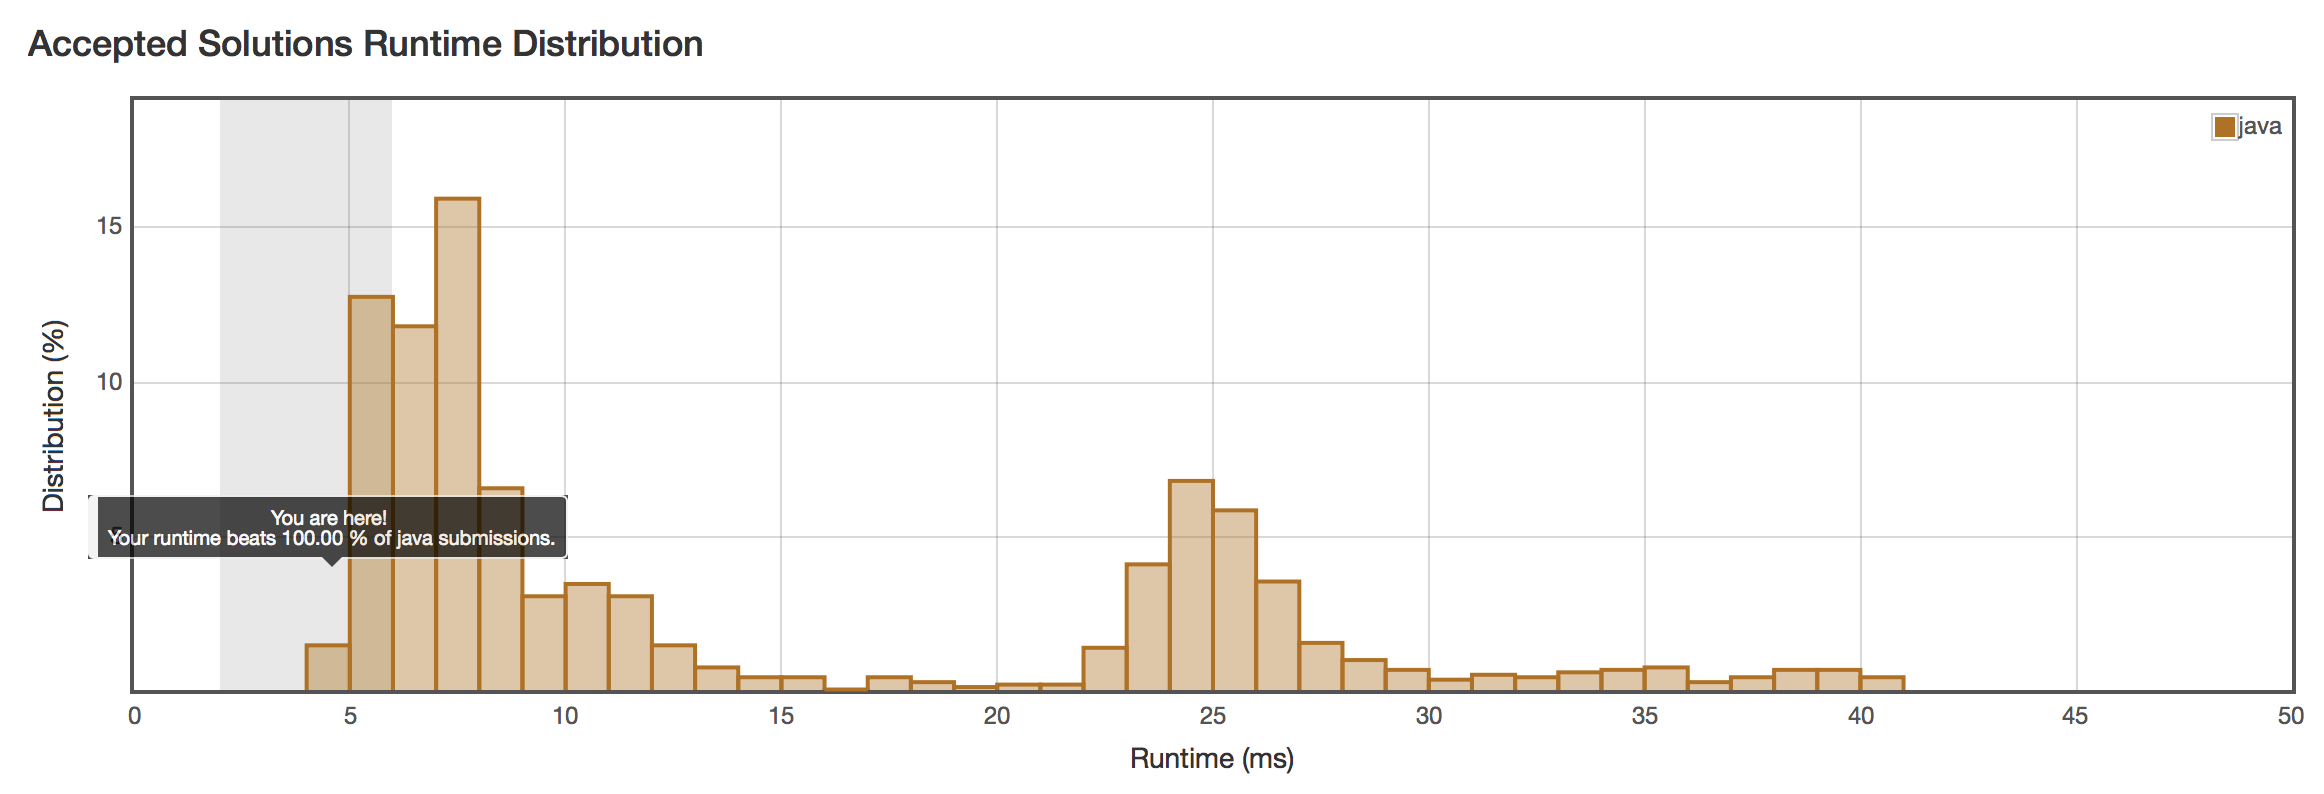 Accepted Solutions Runtime Distribution
java
15
10
5
Distribution (%)
You are here!
Your runtime beats 100.00 % of java submissions.
0 5 10 15 20 25 30 35 40 45 50
Runtime (ms)